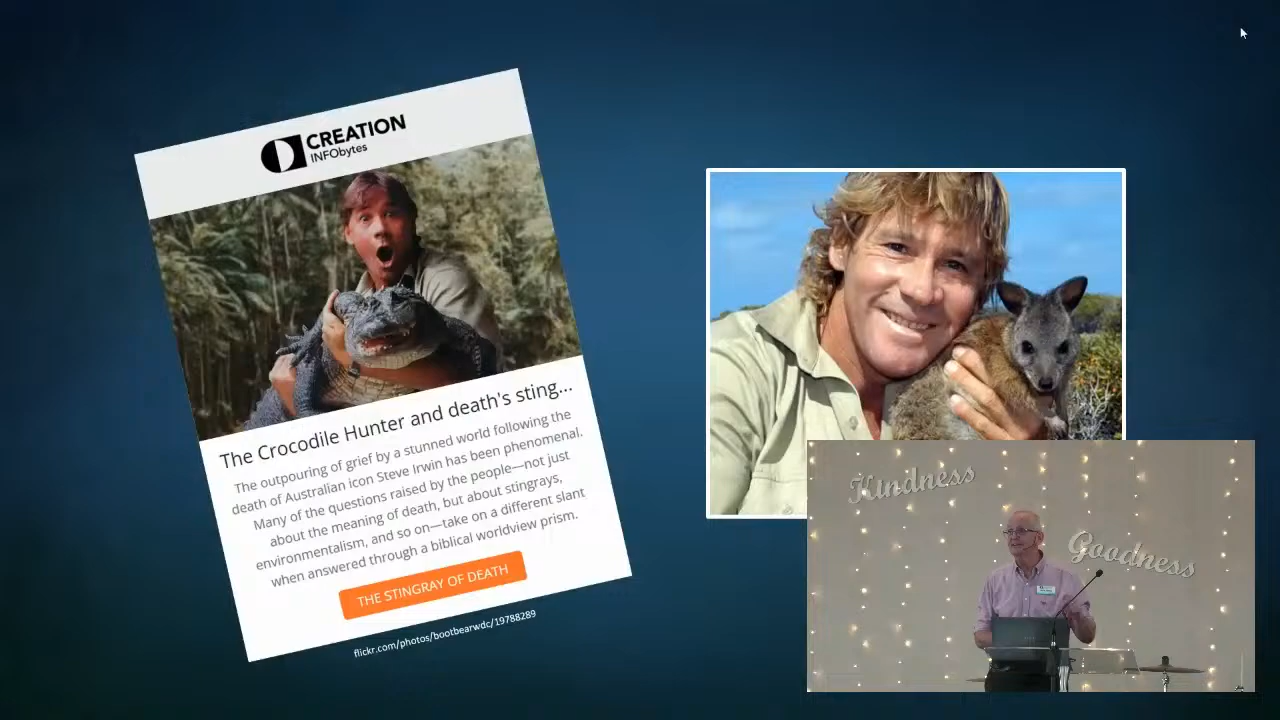 CREATION
INFObytes
The Crocodile Hunter and death's sting...
The outpouring of grief by a stunned world following the
death of Australian icon Steve Irwin has been phenomenal.
Many of the questions raised by the people—not just
about the meaning of death, but about stingrays,
environmentalism, and so on—take on a different slant
when answered through a biblical worldview prism.
THE STINGRAY OF DEATH
flickr.com/photos/bootbearwdc/19788289
Kindness
Goodness